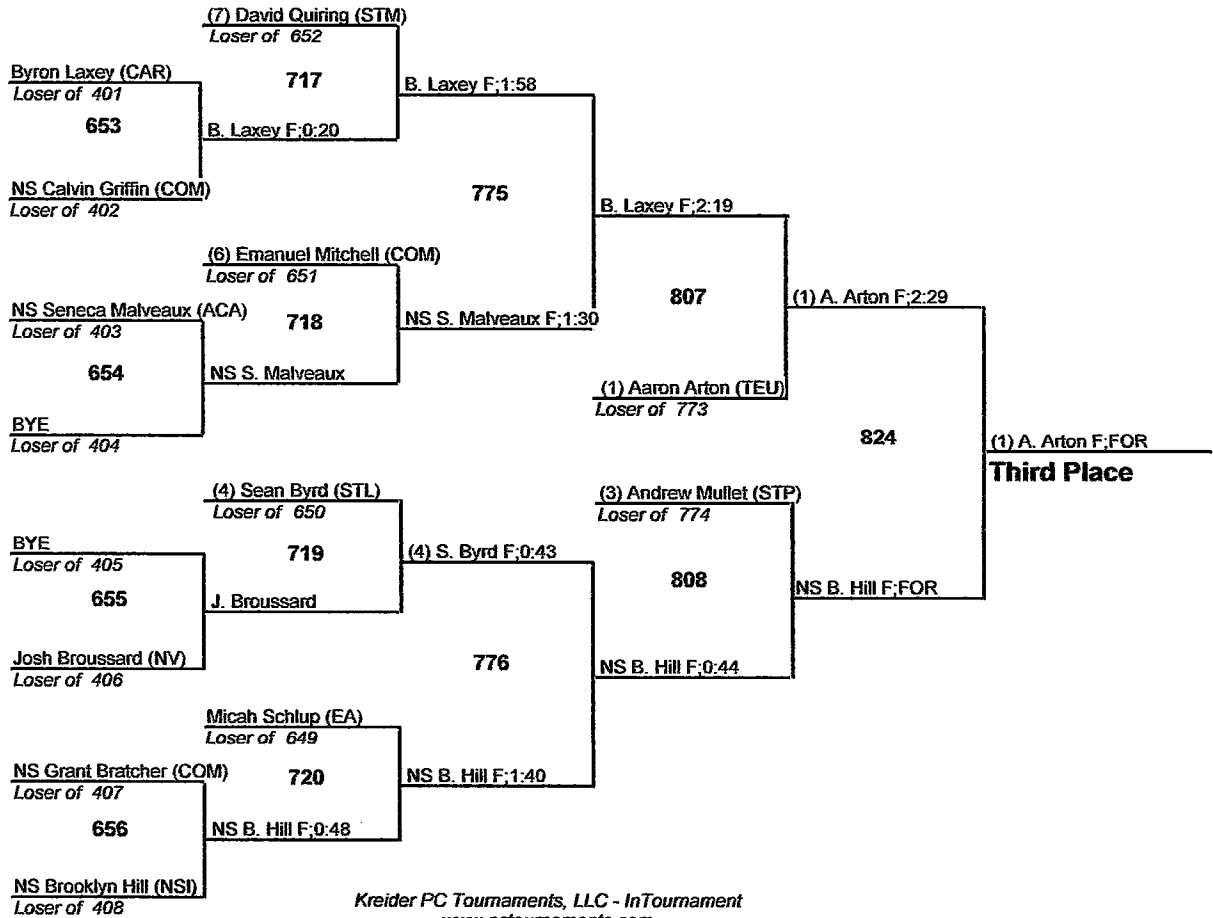 (7) David Quiring (STM)
Loser of 652
Byron Laxey (CAR)
Loser of 401
717
B. Laxey F;1:58
653
B. Laxey F;0:20
NS Calvin Griffin (COM)
Loser of 402
775
B. Laxey F;2:19
(6) Emanuel Mitchell (COM)
Loser of 651
NS Seneca Malveaux (ACA)
Loser of 403
718
NS S. Malveaux F;1:30
654
NS S. Malveaux
BYE
Loser of 404
807
(1) A. Arton F;2:29
(1) Aaron Arton (TEU)
Loser of 773
824
(1) A. Arton F;FOR
Third Place
(4) Sean Byrd (STL)
Loser of 650
BYE
Loser of 405
719
(4) S. Byrd F;0:43
655
J. Broussard
Josh Broussard (NV)
Loser of 406
776
(3) Andrew Mullet (STP)
Loser of 774
808
NS B. Hill F;FOR
NS B. Hill F;0:44
Micah Schlup (EA)
Loser of 649
NS Grant Bratcher (COM)
Loser of 407
720
NS B. Hill F;1:40
656
NS B. Hill F;0:48
NS Brooklyn Hill (NSI)
Loser of 408
Kreider PC Tournaments, LLC - InTournament